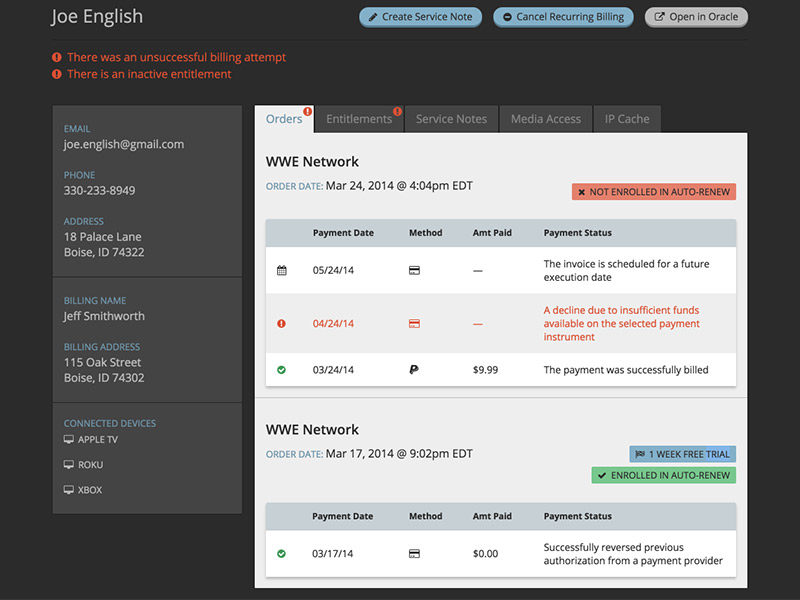 Joe English
Create Service Note
Cancel Recurring Billing
Open in Oracle
There was an unsuccessful billing attempt
There is an inactive entitlement
EMAIL
joe.english@gmail.com
PHONE
330-233-8949
ADDRESS
18 Palace Lane
Boise, ID 74322
BILLING NAME
Jeff Smithworth
BILLING ADDRESS
115 Oak Street
Boise, ID 74302
CONNECTED DEVICES
APPLE TV
ROKU
XBOX
Orders
Entitlements
Service Notes
Media Access
IP Cache
WWE Network
ORDER DATE: Mar 24, 2014 @ 4:04pm EDT
NOT ENROLLED IN AUTO-RENEW
Payment Date Method Amt Paid Payment Status
05/24/14 — The invoice is scheduled for a future
execution date
04/24/14 — A decline due to insufficient funds
available on the selected payment
instrument
03/24/14 $9.99 The payment was successfully billed
WWE Network
ORDER DATE: Mar 17, 2014 @ 9:02pm EDT
1 WEEK FREE TRIAL
ENROLLED IN AUTO-RENEW
Payment Date Method Amt Paid Payment Status
03/17/14 $0.00 Successfully reversed previous
authorization from a payment provider